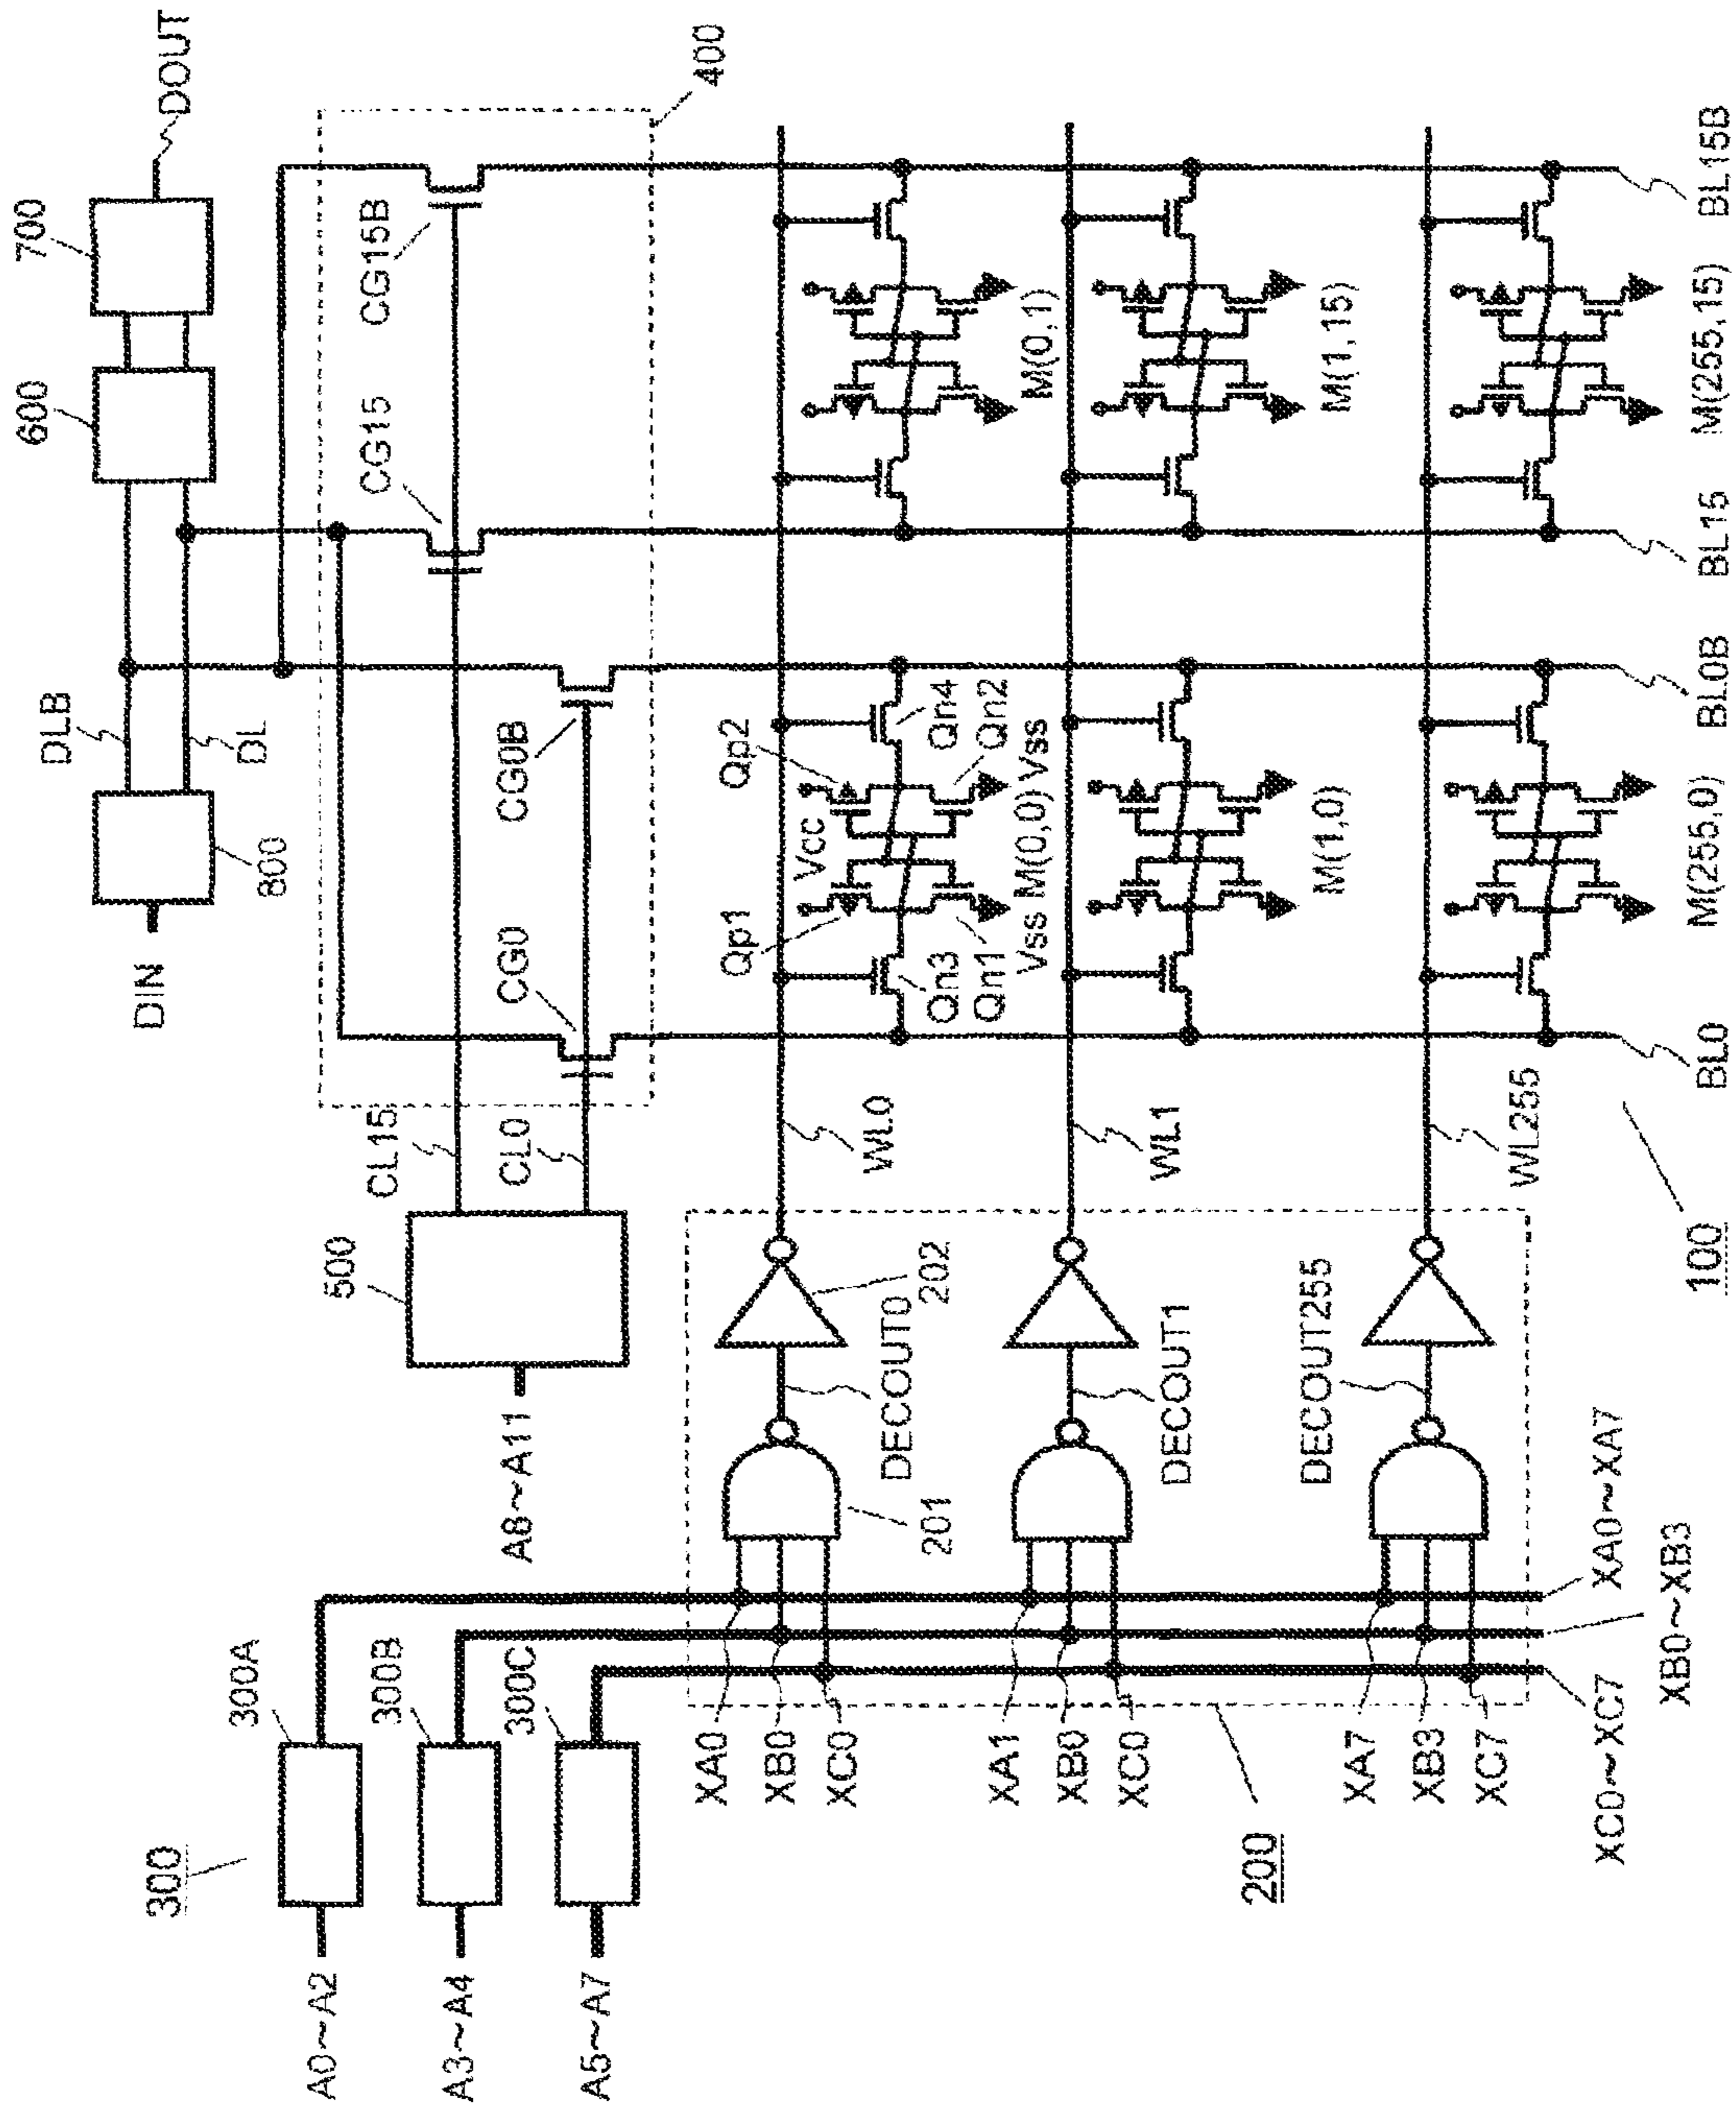 700
DOUT
600
DLB
DL
800
DIN
400
CG15B
CG15
CG0B
CG0
CL15
CL0
500
A8~A11
300
300A
300B
300C
A0~A2
A3~A4
A5~A7
Qp2
Vcc
Qp1
Qn4
Qn2
Qn3
Qn1
Vss M(0,0) Vss
M(0,1)
M(1,0)
M(1,15)
M(255,0)
M(255,15)
WL0
WL1
WL255
202
201
DECOUT0
DECOUT1
DECOUT255
XA0
XB0
XC0
XA1
XB0
XC0
XA7
XB3
XC7
200
XC0~XC7
XB0~XB3
XA0~XA7
100
BL0
BL0B
BL15
BL15B